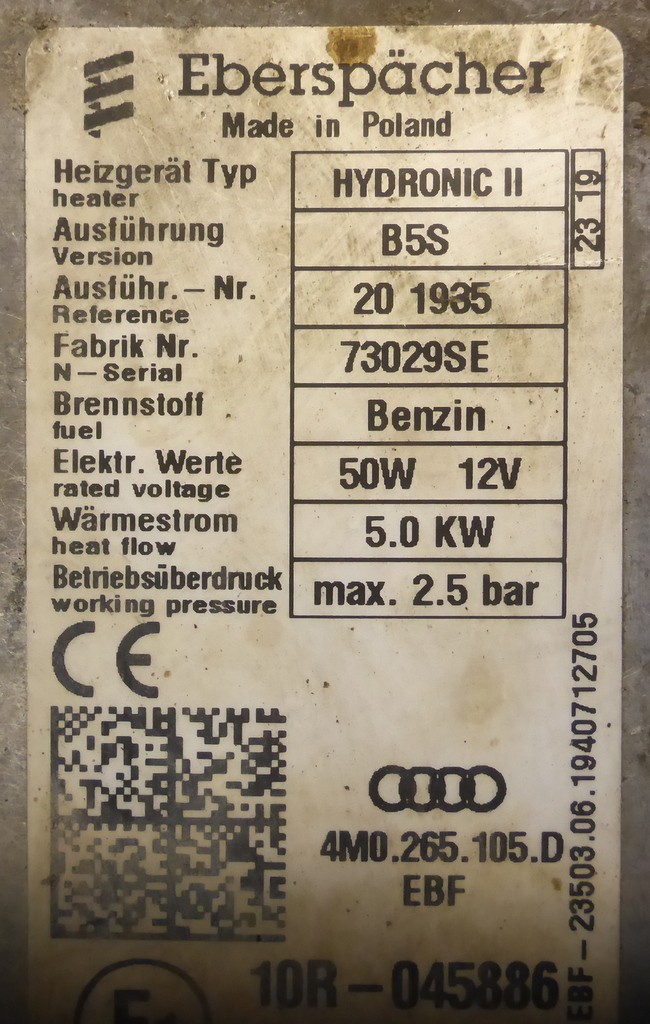 Eberspächer
Made in Poland
Heizgerät Typ
heater
HYDRONIC II
23 19
Ausführung
Version
B5S
Ausführ.-Nr.
Reference
20 1935
Fabrik Nr.
N-Serial
73029SE
Brennstoff
fuel
Benzin
Elektr. Werte
rated voltage
50W 12V
Wärmestrom
heat flow
5.0 KW
Betriebsüberdruck
working pressure
max. 2.5 bar
CE
4M0.265.105.D
EBF
EBF-23503.06.1940712705
10R-045886
E1